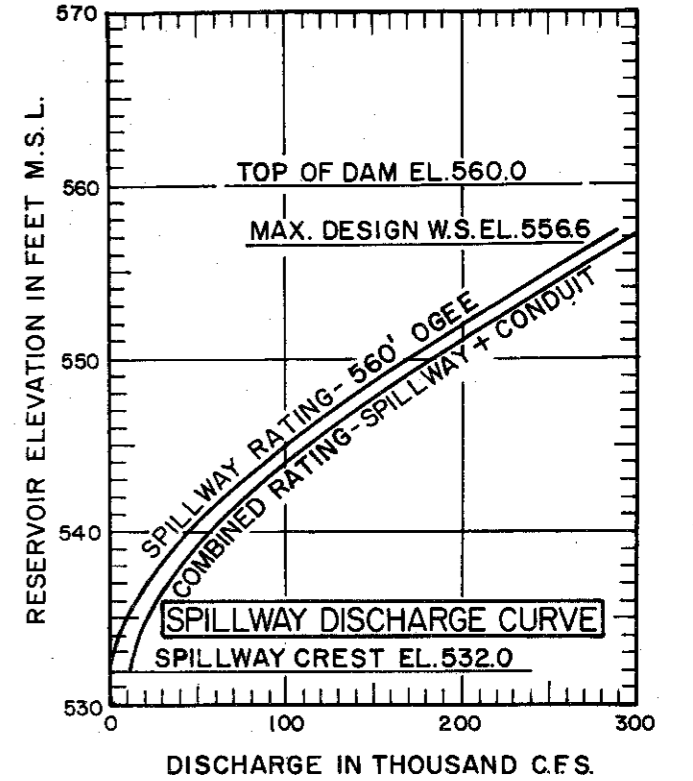 570
560
550
540
530
RESERVOIR ELEVATION IN FEET M.S.L.
TOP OF DAM EL.560.0
MAX. DESIGN W.S.EL.556.6
SPILLWAY RATING-560' OGEE
COMBINED RATING-SPILLWAY + CONDUIT
SPILLWAY DISCHARGE CURVE
SPILLWAY CREST EL.532.0
0 100 200 300
DISCHARGE IN THOUSAND C.F.S.